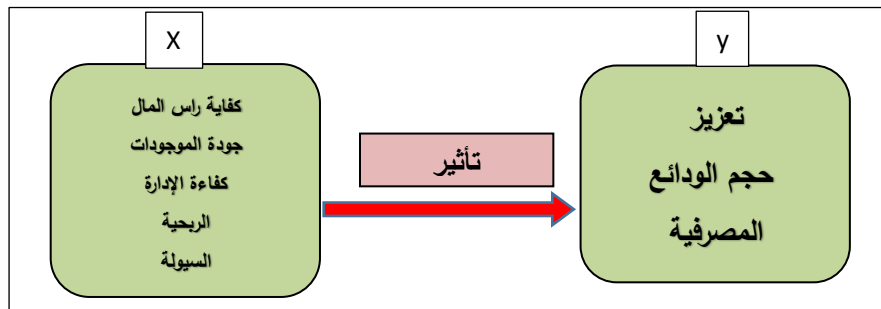 X
كفاية راس المال
جودة الموجودات
كفاءة الإدارة
الربحية
السيولة
تأثير
y
تعزيز
حجم الودائع
المصرفية